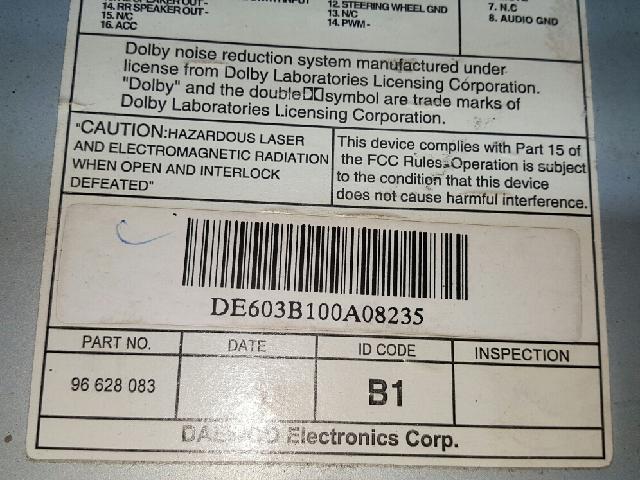 14. RR SPEAKER OUT-
15. N/C
16. ACC
12. STEERING WHEEL GND
13. N/C
14. PWM-
7. N.C
8. AUDIO GND
Dolby noise reduction system manufactured under
license from Dolby Laboratories Licensing Corporation.
"Dolby" and the double symbol are trade marks of
Dolby Laboratories Licensing Corporation.
"CAUTION:HAZARDOUS LASER
AND ELECTROMAGNETIC RADIATION
WHEN OPEN AND INTERLOCK
DEFEATED"
This device complies with Part 15 of
the FCC Rules. Operation is subject
to the condition that this device
does not cause harmful interference.
DE603B100A08235
PART NO. DATE ID CODE INSPECTION
96 628 083 B1
DAEWOO Electronics Corp.